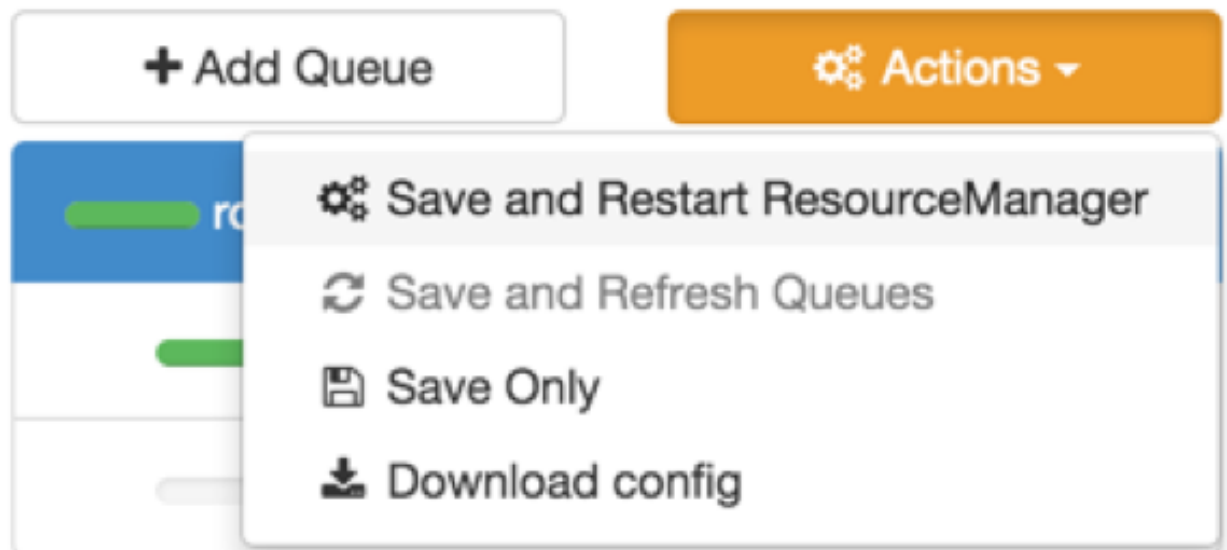 Add Queue
Actions
Save and Restart ResourceManager
Save and Refresh Queues
Save Only
Download config